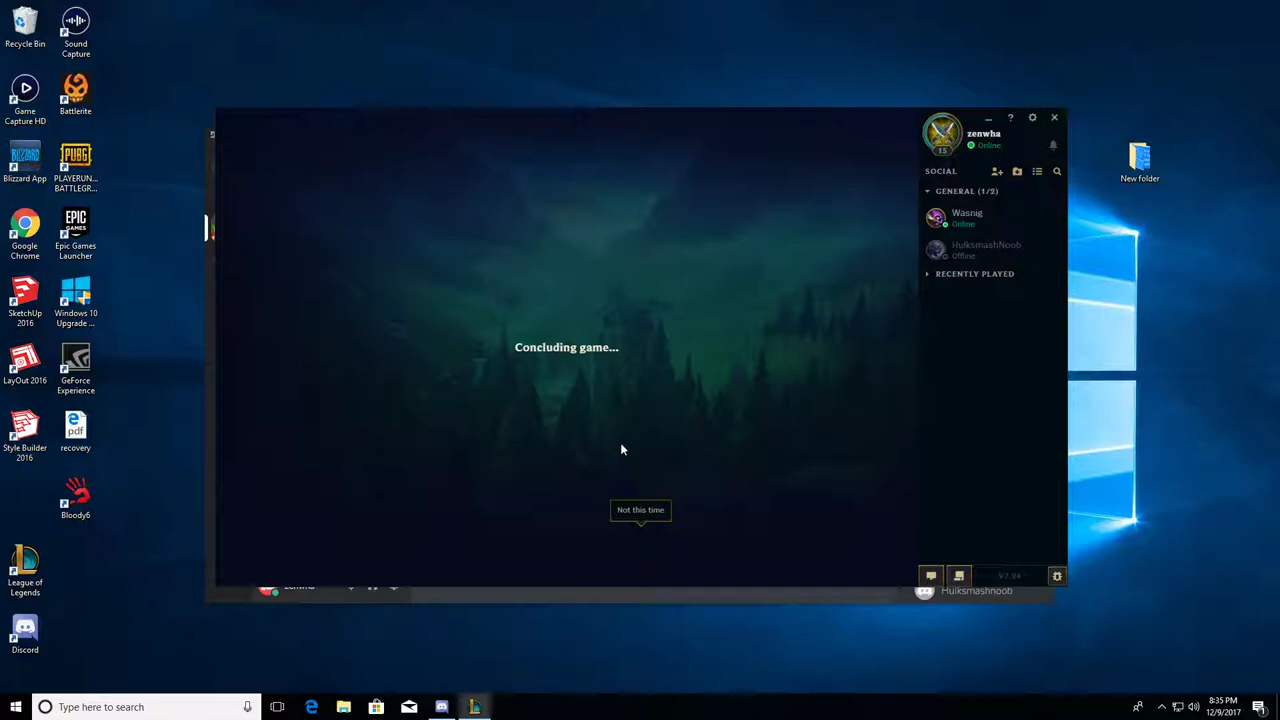 Recycle Bin
Sound
Capture
Game
Capture HD
Battlerite
Blizzard App
PLAYERUN...
BATTLEGR...
Google
Chrome
Epic Games
Launcher
SketchUp
2016
Windows 10
Upgrade ...
LayOut 2016
GeForce
Experience
Style Builder
2016
recovery
Bloody6
League of
Legends
Discord
New folder
zenwha
Online
15
SOCIAL
GENERAL (1/2)
Wasnig
Online
HulksmashNoob
Offline
RECENTLY PLAYED
Concluding game...
Not this time
V7.24
Hulksmashnoob
Type here to search
8:35 PM
12/9/2017